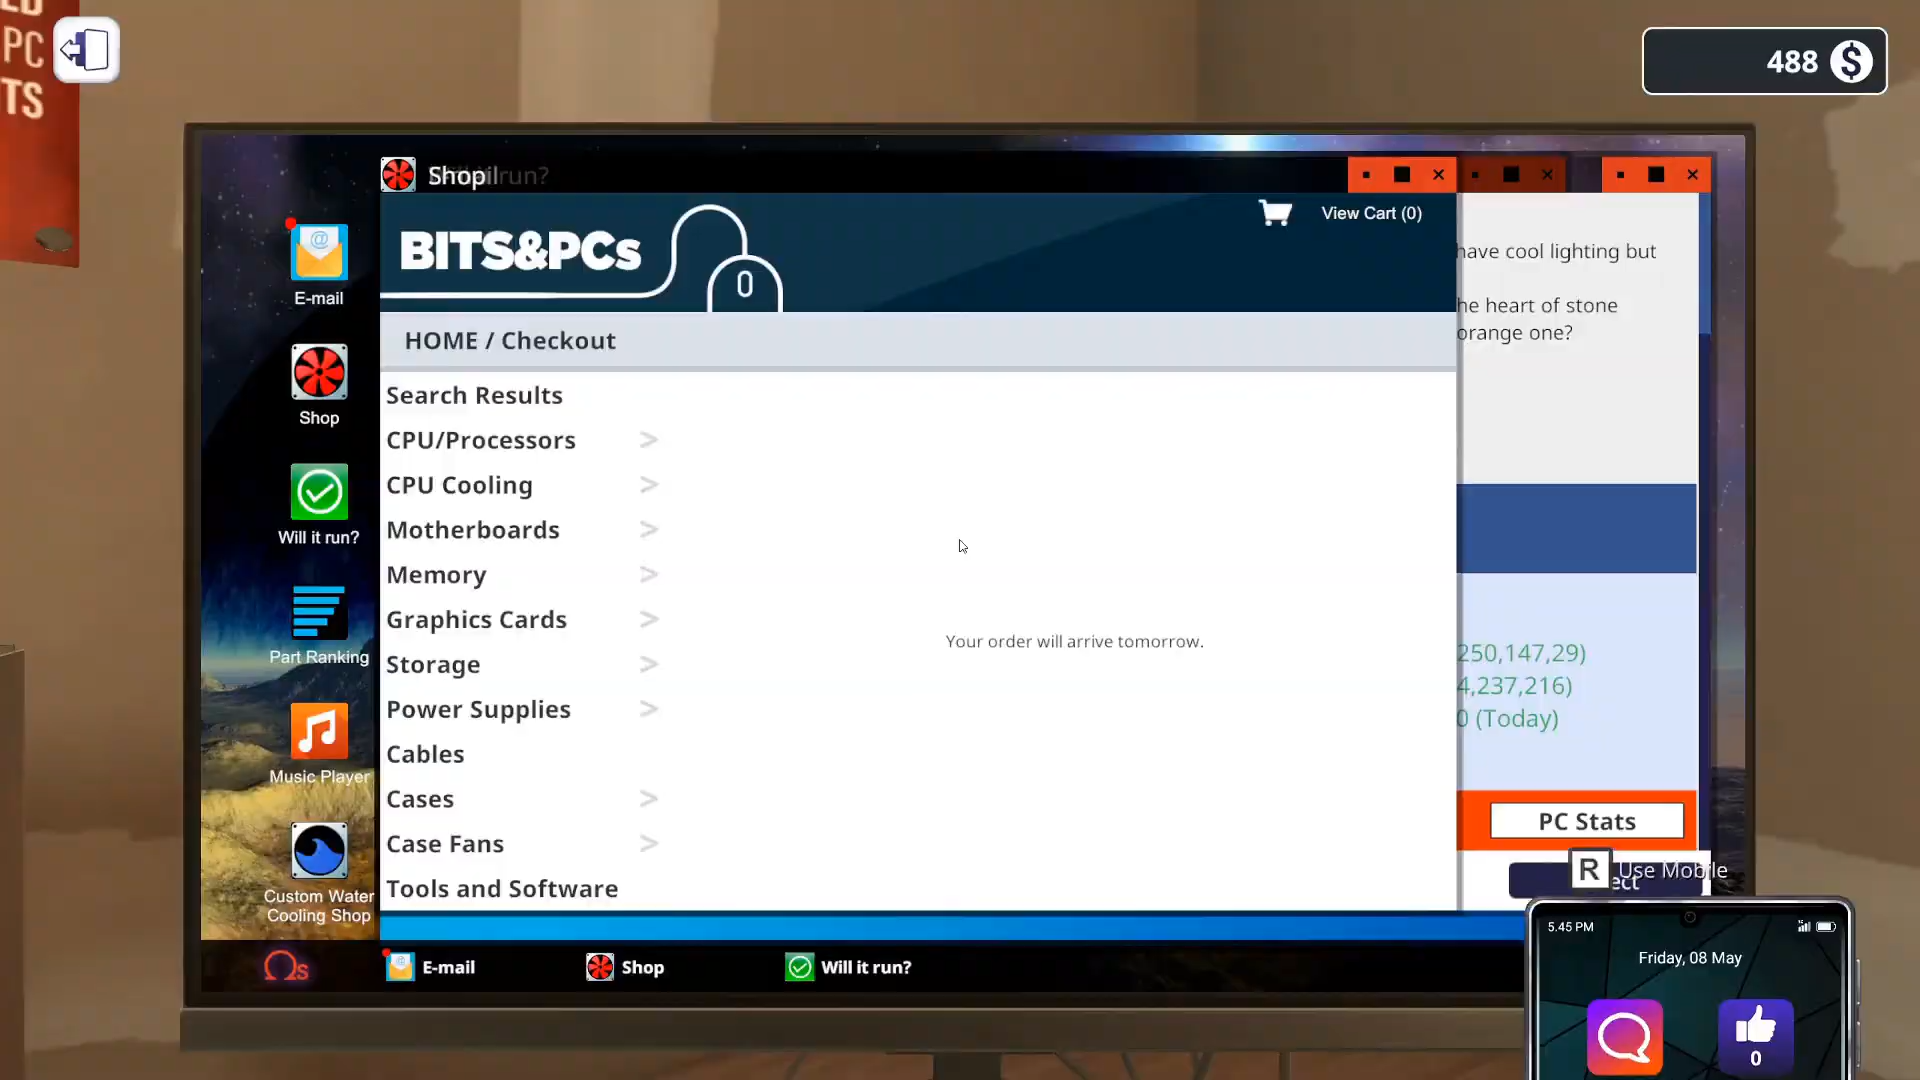 PC
TS
488 $
Shop
BITS&PCs
View Cart (0)
HOME / Checkout
Search Results
CPU/Processors >
CPU Cooling >
Motherboards >
Memory >
Graphics Cards >
Storage >
Power Supplies >
Cables
Cases >
Case Fans >
Tools and Software
Your order will arrive tomorrow.
have cool lighting but
he heart of stone
orange one?
250,147,29)
4,237,216)
0 (Today)
PC Stats
R Use Mobile
E-mail
Shop
Will it run?
Part Ranking
Music Player
Custom Water
Cooling Shop
E-mail
Shop
Will it run?
5.45 PM
Friday, 08 May
0